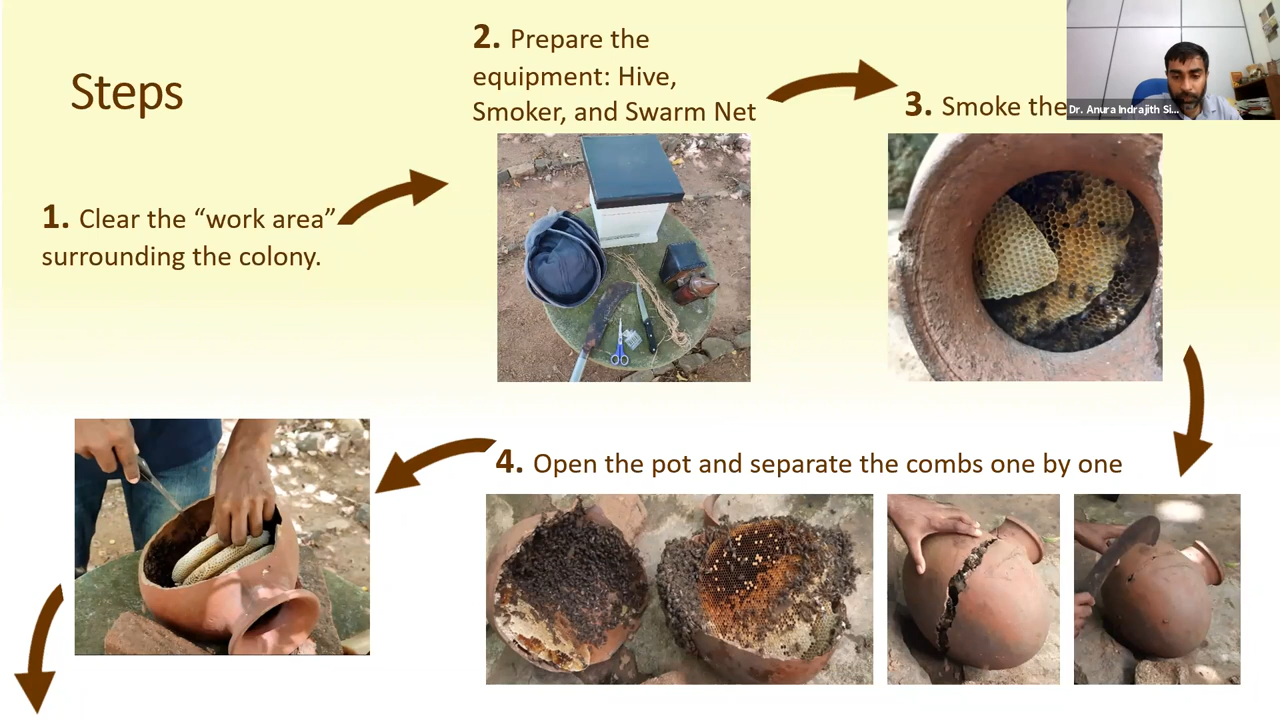 Steps
1. Clear the “work area”
surrounding the colony.
2. Prepare the
equipment: Hive,
Smoker, and Swarm Net
3. Smoke the
Dr. Anura Indrajith Si...
4. Open the pot and separate the combs one by one